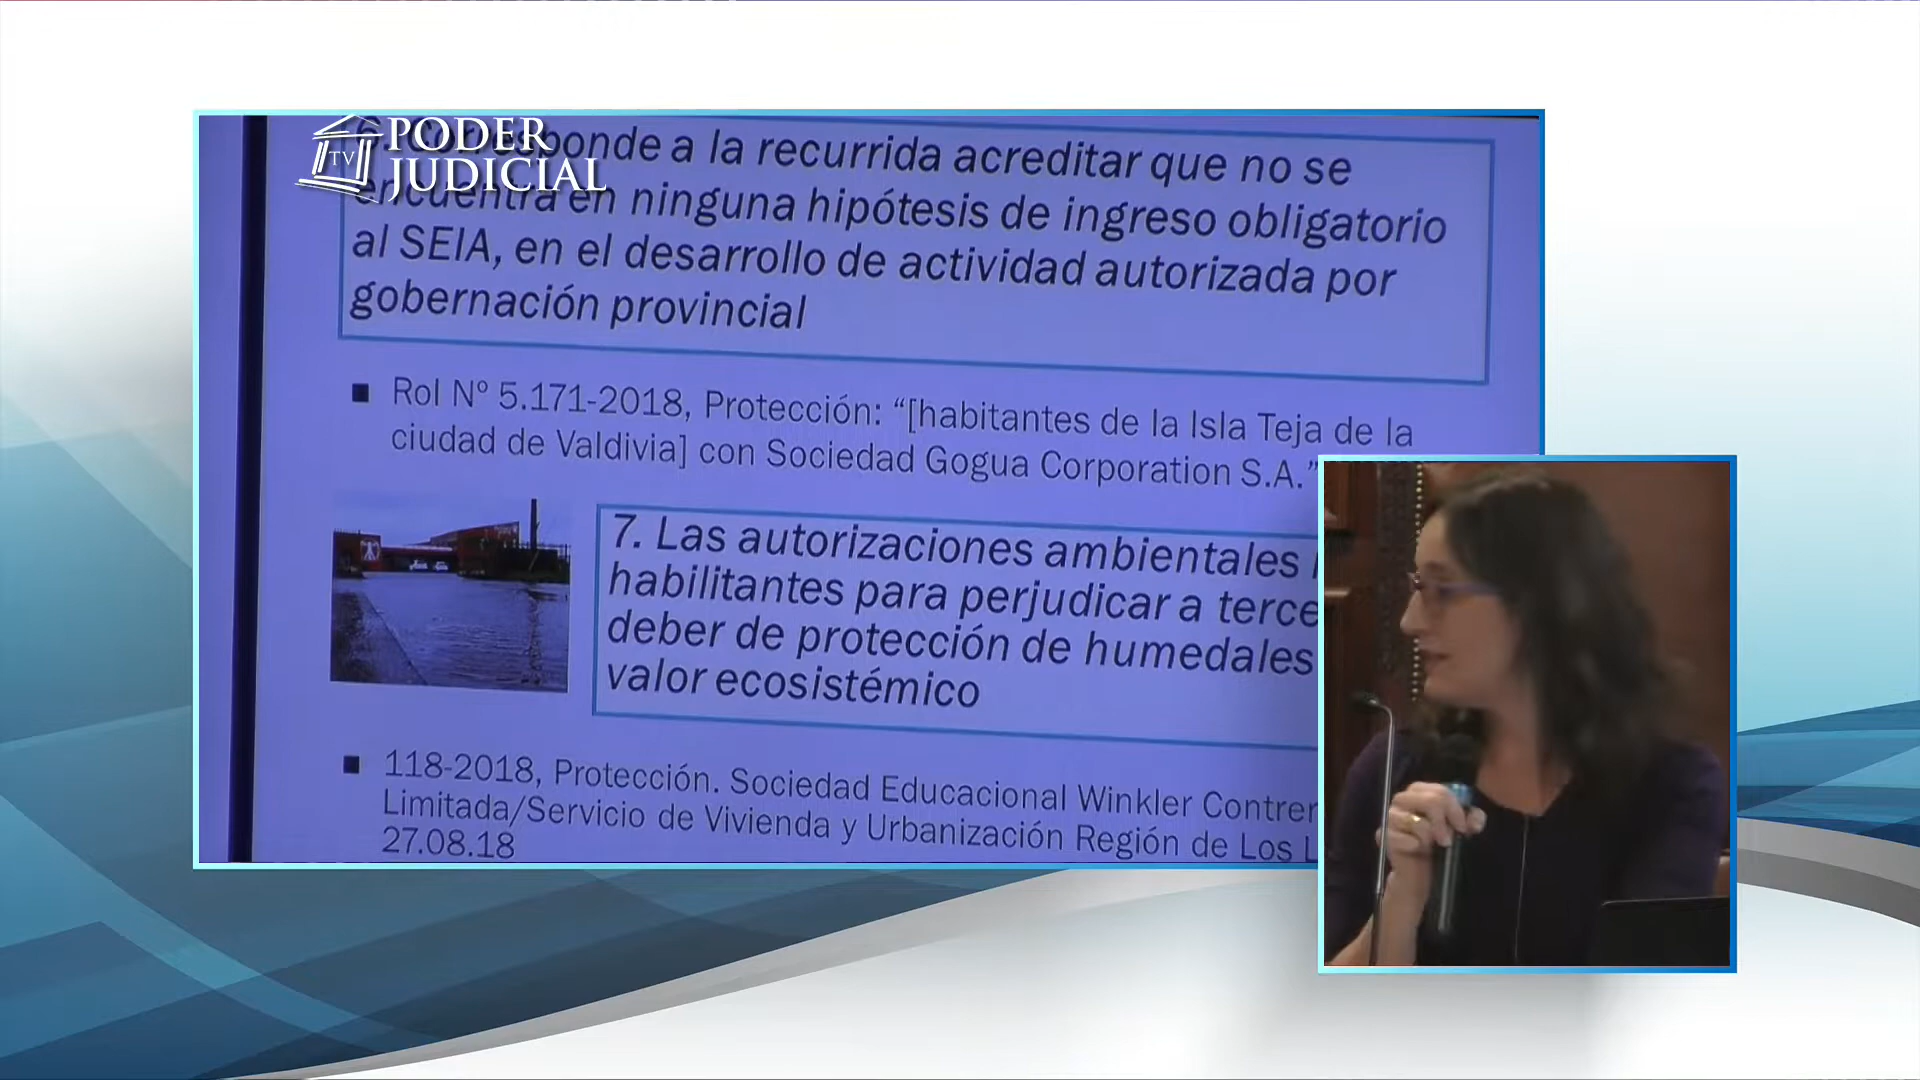 PODER
TV
JUDICIAL
6. Corresponde a la recurrida acreditar que no se
encuentra en ninguna hipótesis de ingreso obligatorio
al SEIA, en el desarrollo de actividad autorizada por
gobernación provincial
■ Rol Nº 5.171-2018, Protección: “[habitantes de la Isla Teja de la
ciudad de Valdivia] con Sociedad Gogua Corporation S.A.”
7. Las autorizaciones ambientales
habilitantes para perjudicar a terce
deber de protección de humedales
valor ecosistémico
■ 118-2018, Protección. Sociedad Educacional Winkler Contrer
Limitada/Servicio de Vivienda y Urbanización Región de Los L
27.08.18